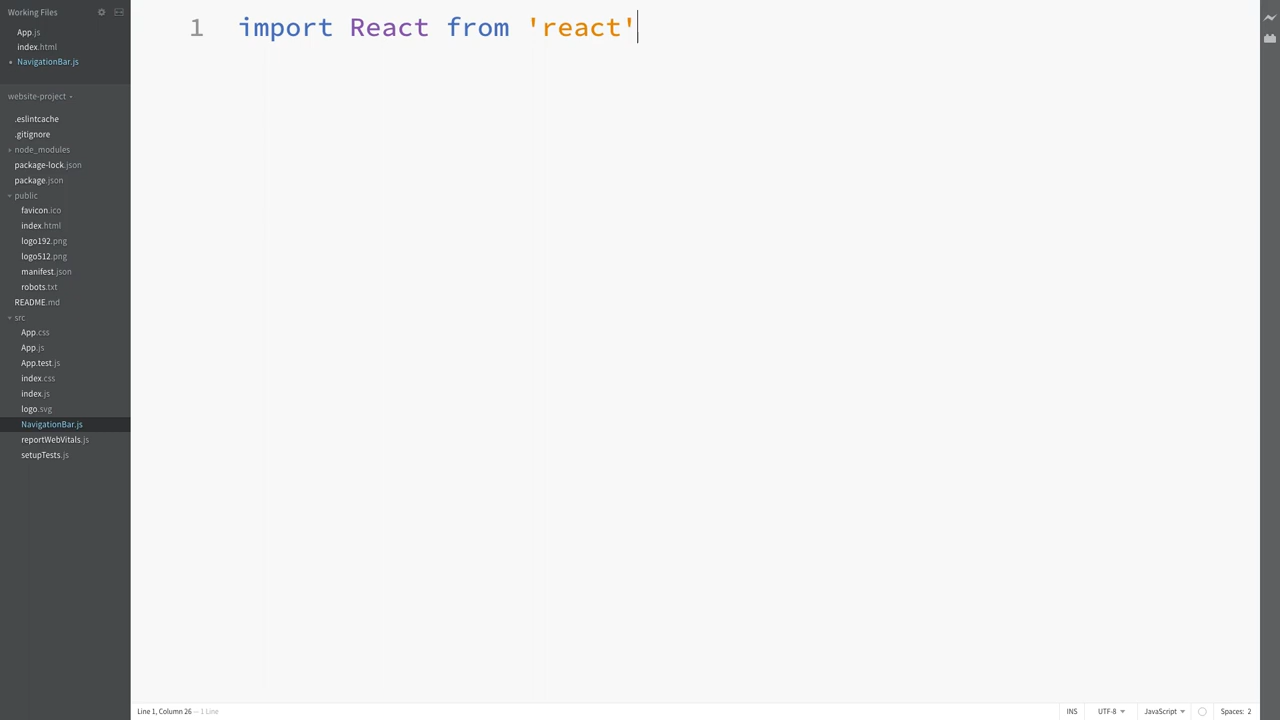 Working Files
App.js
index.html
NavigationBar.js
website-project
.eslintcache
.gitignore
node_modules
package-lock.json
package.json
public
favicon.ico
index.html
logo192.png
logo512.png
manifest.json
robots.txt
README.md
src
App.css
App.js
App.test.js
index.css
index.js
logo.svg
NavigationBar.js
reportWebVitals.js
setupTests.js
1 import React from 'react'
Line 1, Column 26 — 1 Line
INS UTF-8 JavaScript Spaces: 2